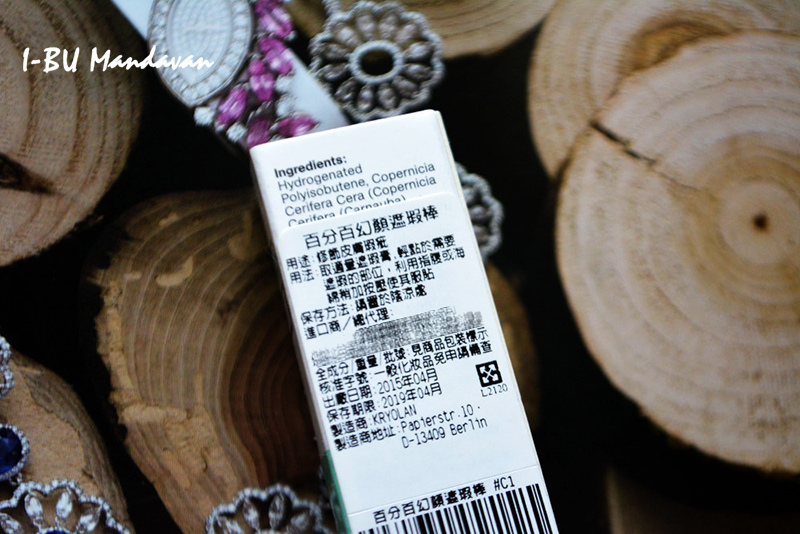 I-BU Mandavan
Ingredients:
Hydrogenated
Polyisobutene, Copernicia
Cerifera Cera (Copernicia
Cerifera (Carnauba)
百分百幻顏遮瑕棒
用途:修飾皮膚瑕疵
用法:取適量遮瑕膏,輕點於需要
遮瑕的部位,利用指腹或海
綿稍加按壓使其服貼
保存方法:請置於陰涼處
進口商/總代理:
全成分/重量/批號:見商品包裝標示
核准字號:一般化妝品免申請備查
出廠日期:2015年04月
保存期限:2019年04月
製造商:KRYOLAN
製造商地址:Papierstr.10.
D-13409 Berlin
L2120
百分百幻顏遮瑕棒 #C1